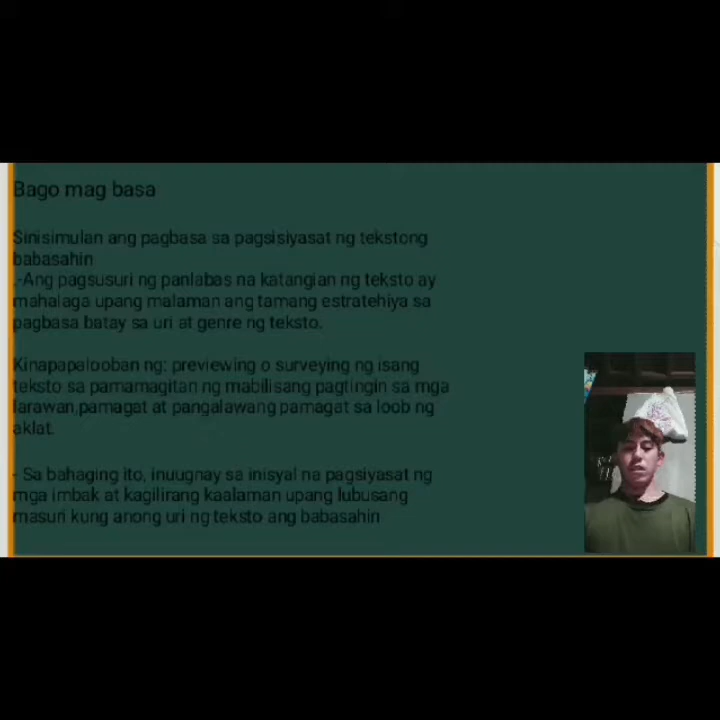 Bago mag basa
Sinisimulan ang pagbasa sa pagsisiyasat ng tekstong
babasahin
.-Ang pagsusuri ng panlabas na katangian ng teksto ay
mahalaga upang malaman ang tamang estratehiya sa
pagbasa batay sa uri at genre ng teksto.
Kinapapalooban ng: previewing o surveying ng isang
teksto sa pamamagitan ng mabilisang pagtingin sa mga
larawan,pamagat at pangalawang pamagat sa loob ng
aklat.
- Sa bahaging ito, inuugnay sa inisyal na pagsiyasat ng
mga imbak at kagilirang kaalaman upang lubusang
masuri kung anong uri ng teksto ang babasahin